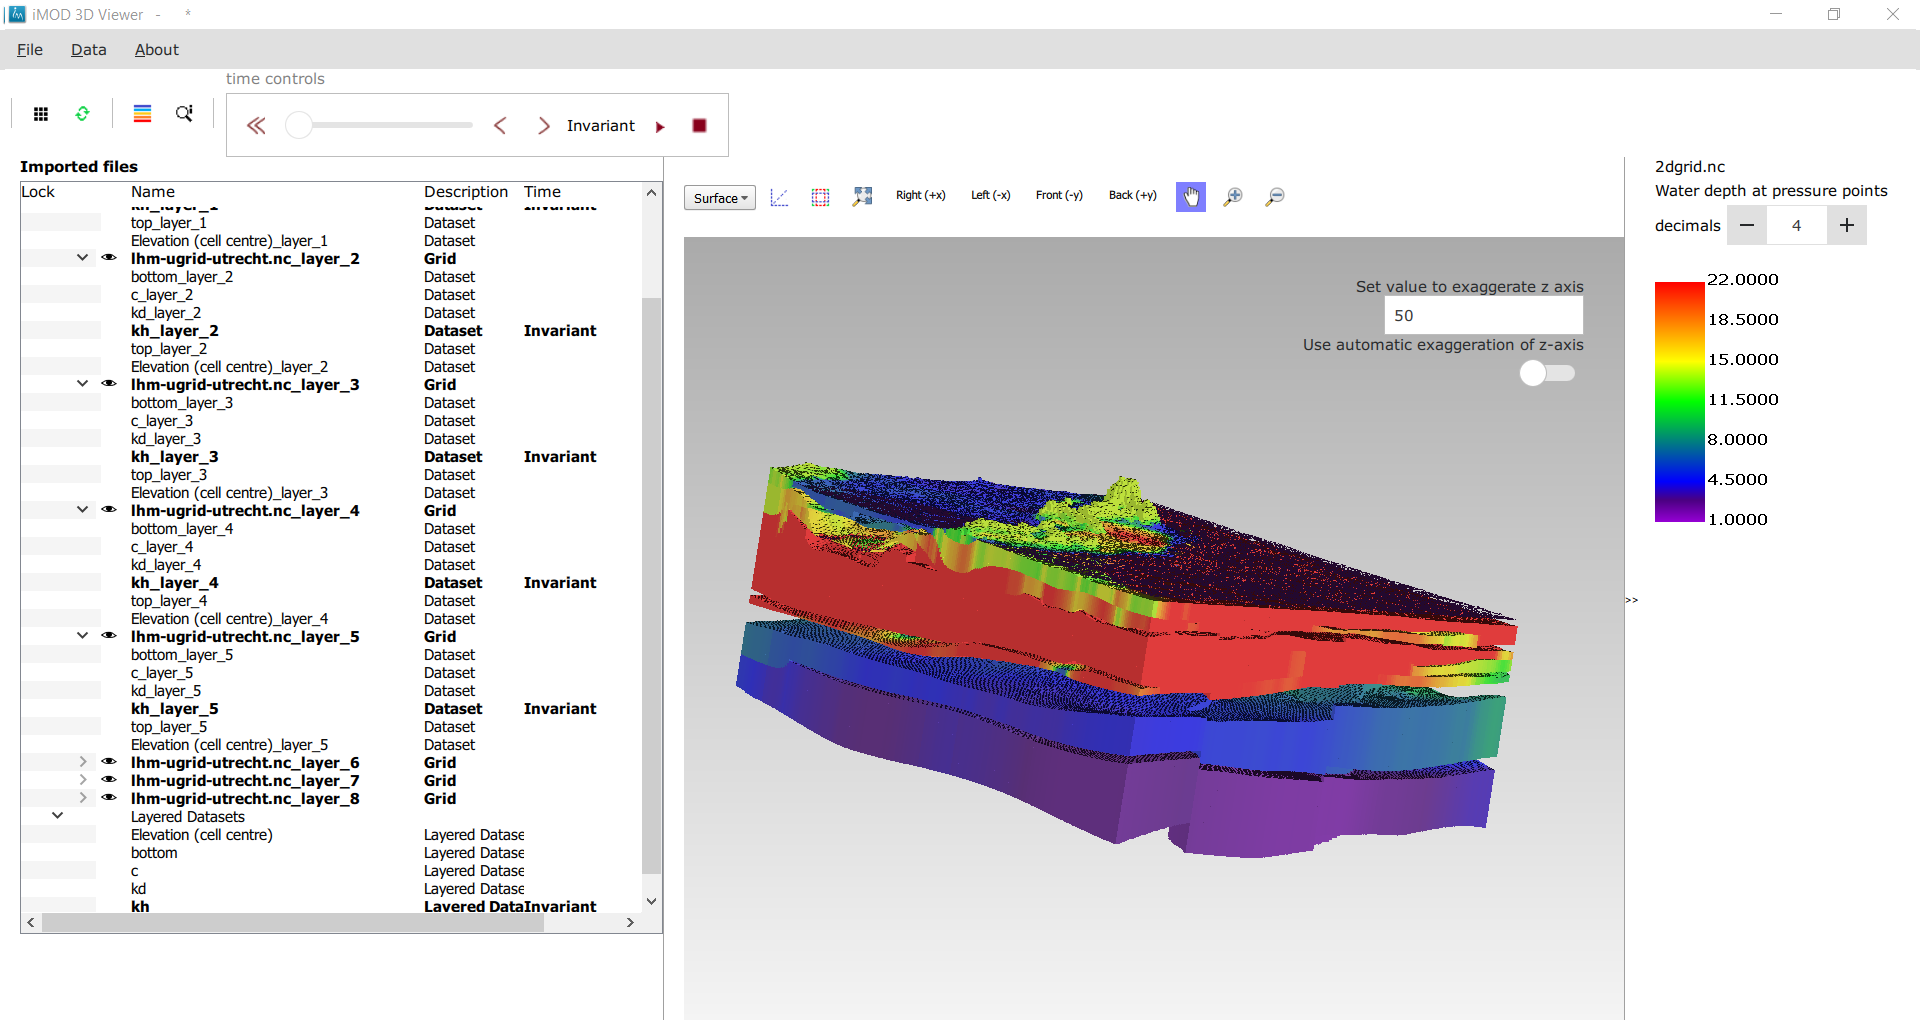 iMOD 3D Viewer - *
File Data About
time controls
Invariant
Imported files
Lock Name Description Time
kh_layer_1 Dataset Invariant
top_layer_1 Dataset
Elevation (cell centre)_layer_1 Dataset
lhm-ugrid-utrecht.nc_layer_2 Grid
bottom_layer_2 Dataset
c_layer_2 Dataset
kd_layer_2 Dataset
kh_layer_2 Dataset Invariant
top_layer_2 Dataset
Elevation (cell centre)_layer_2 Dataset
lhm-ugrid-utrecht.nc_layer_3 Grid
bottom_layer_3 Dataset
c_layer_3 Dataset
kd_layer_3 Dataset
kh_layer_3 Dataset Invariant
top_layer_3 Dataset
Elevation (cell centre)_layer_3 Dataset
lhm-ugrid-utrecht.nc_layer_4 Grid
bottom_layer_4 Dataset
c_layer_4 Dataset
kd_layer_4 Dataset
kh_layer_4 Dataset Invariant
top_layer_4 Dataset
Elevation (cell centre)_layer_4 Dataset
lhm-ugrid-utrecht.nc_layer_5 Grid
bottom_layer_5 Dataset
c_layer_5 Dataset
kd_layer_5 Dataset
kh_layer_5 Dataset Invariant
top_layer_5 Dataset
Elevation (cell centre)_layer_5 Dataset
lhm-ugrid-utrecht.nc_layer_6 Grid
lhm-ugrid-utrecht.nc_layer_7 Grid
lhm-ugrid-utrecht.nc_layer_8 Grid
Layered Datasets
Elevation (cell centre) Layered Datase
bottom Layered Datase
c Layered Datase
kd Layered Datase
kh Layered Data Invariant
Surface Right (+x) Left (-x) Front (-y) Back (+y)
Set value to exaggerate z axis
50
Use automatic exaggeration of z-axis
>>
2dgrid.nc
Water depth at pressure points
decimals − 4 +
22.0000
18.5000
15.0000
11.5000
8.0000
4.5000
1.0000